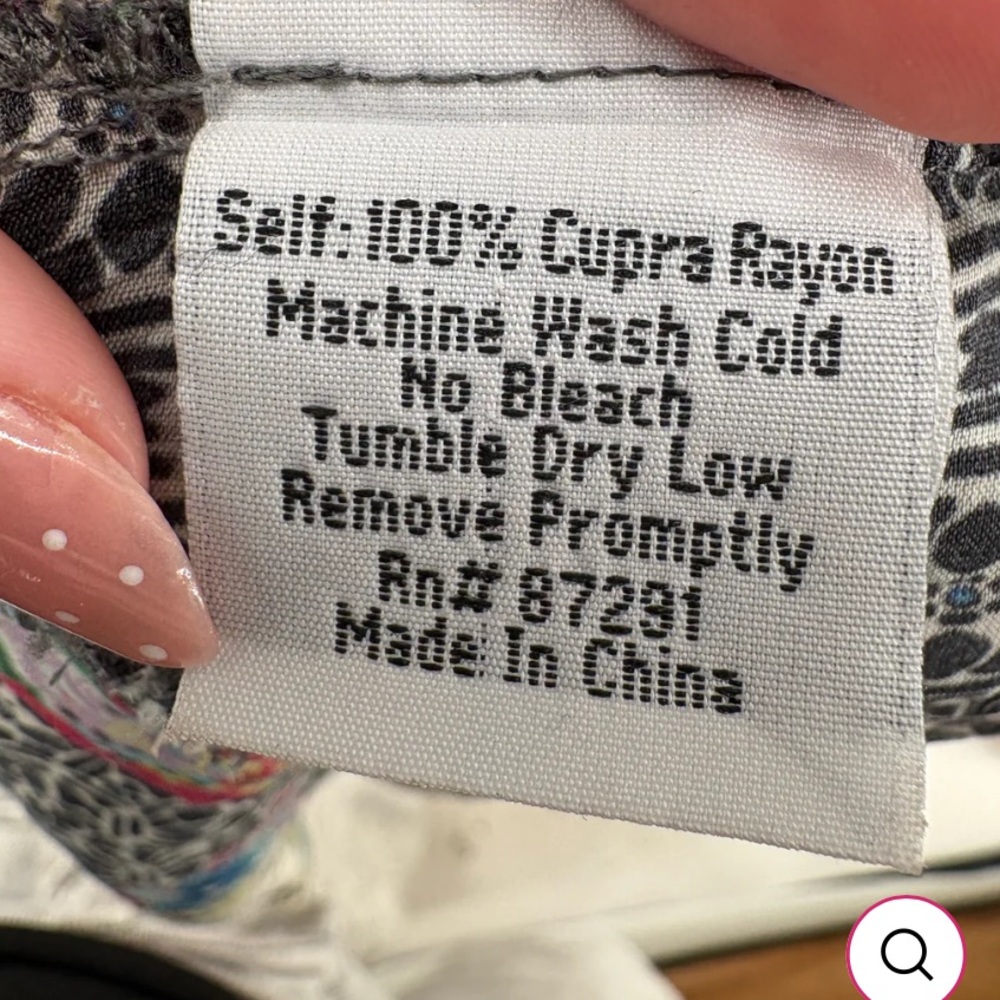 Self: 100% Cupra Rayon
Machine Wash Cold
No Bleach
Tumble Dry Low
Remove Promptly
Rn# 87291
Made In China